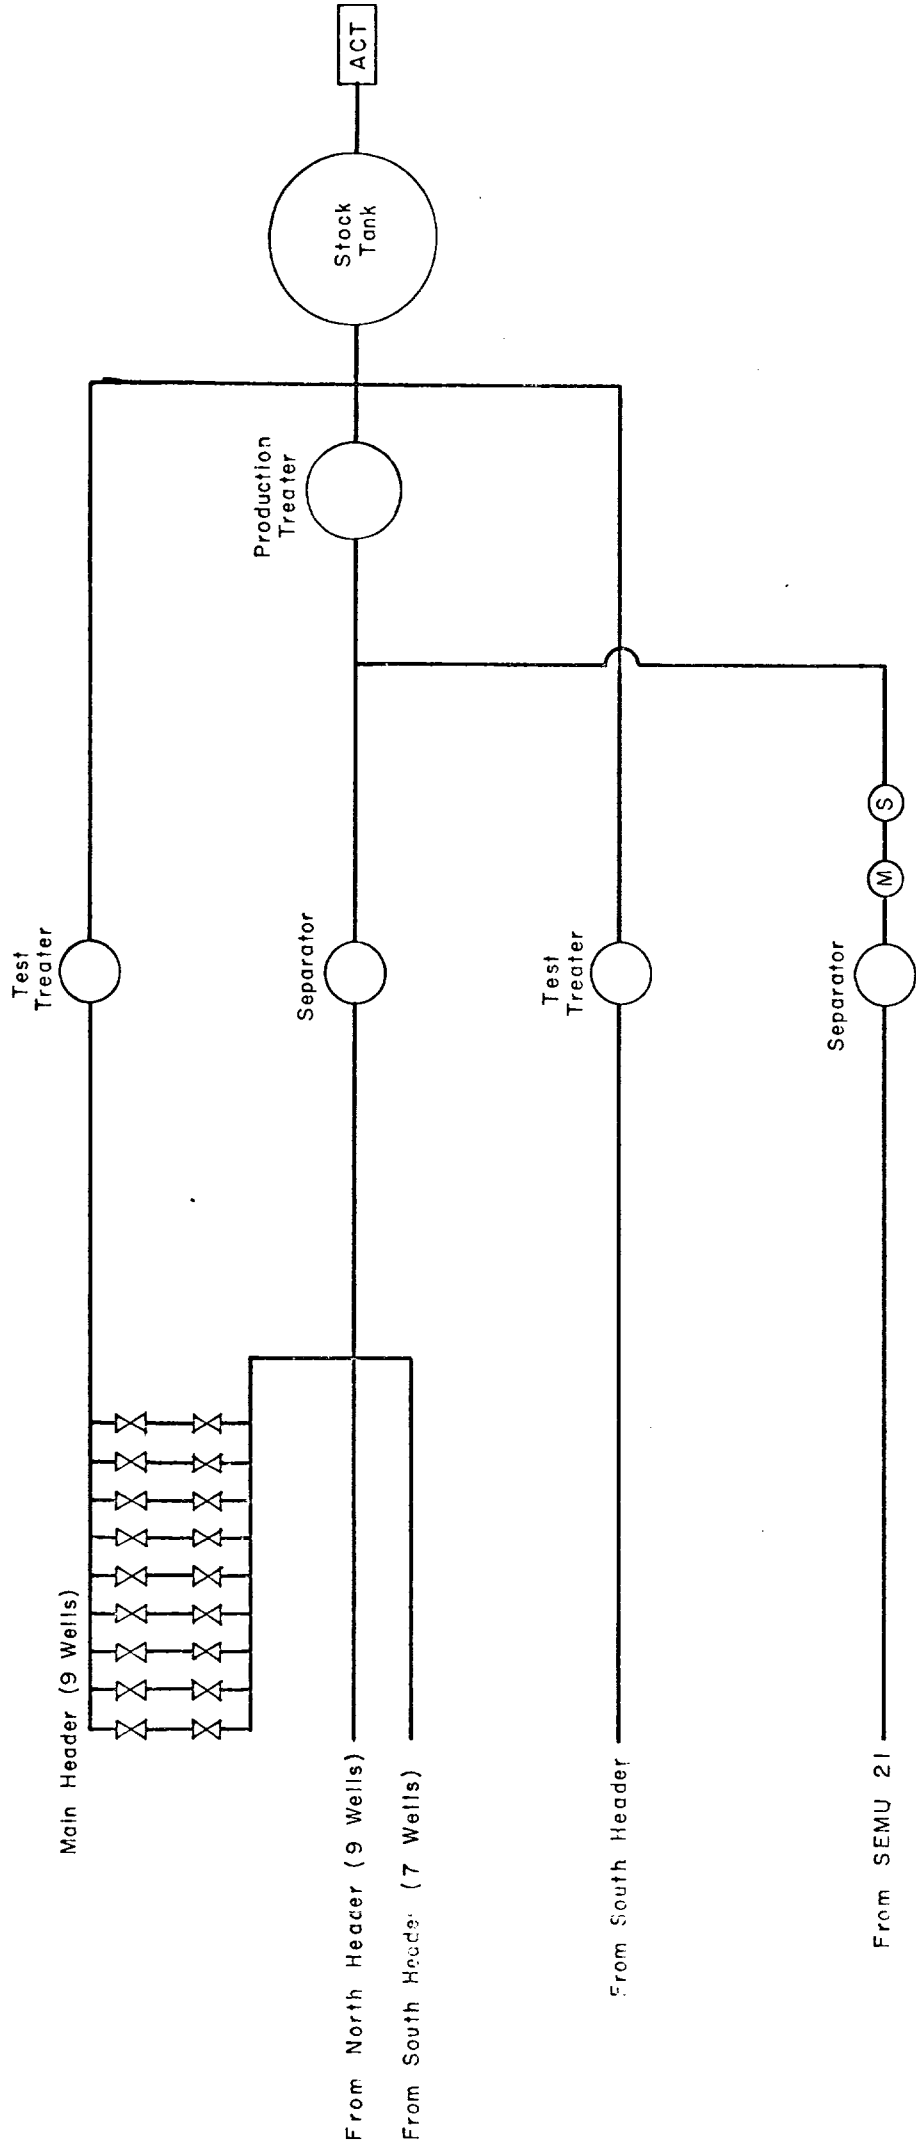 Main Header (9 Wells)
From North Header (9 Wells)
From South Header (7 Wells)
From South Header
From SEMU 21
Test
Treater
Separator
Test
Treater
Separator
M
S
Production
Treater
Stock
Tank
ACT